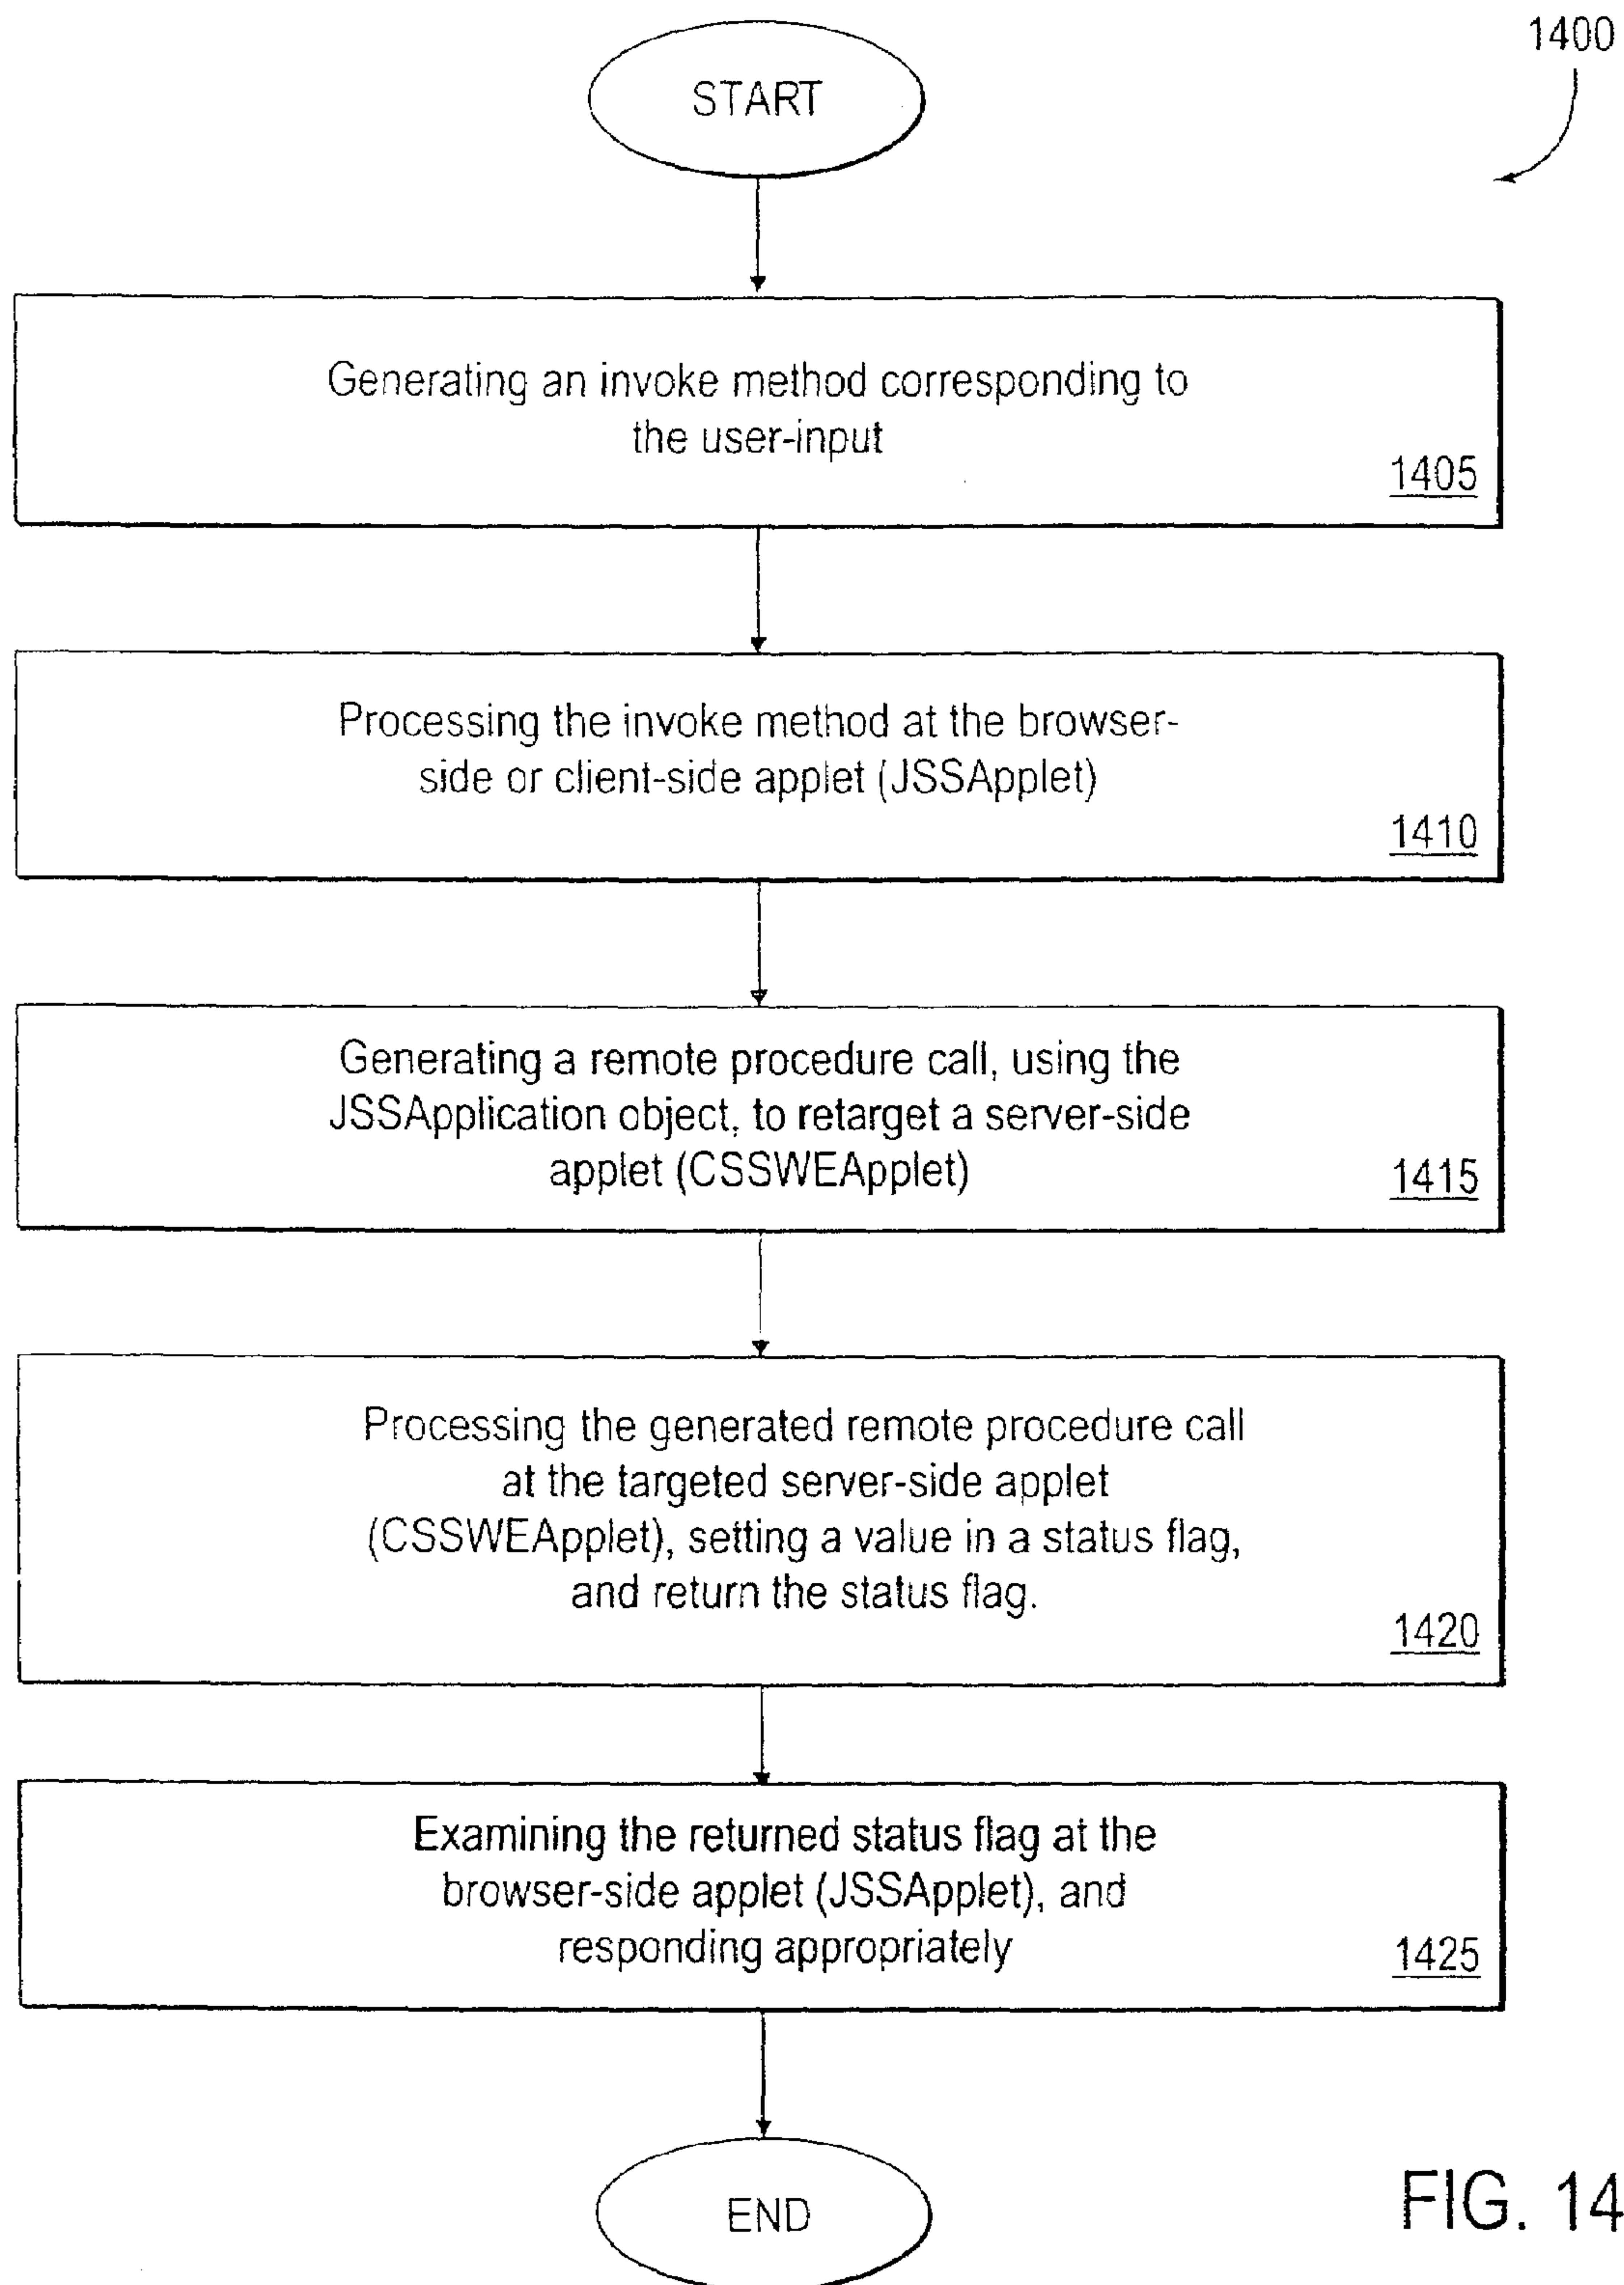 1400
START
Generating an invoke method corresponding to
the user-input
1405
Processing the invoke method at the browser-
side or client-side applet (JSSApplet)
1410
Generating a remote procedure call, using the
JSSApplication object, to retarget a server-side
applet (CSSWEApplet)
1415
Processing the generated remote procedure call
at the targeted server-side applet
(CSSWEApplet), setting a value in a status flag,
and return the status flag.
1420
Examining the returned status flag at the
browser-side applet (JSSApplet), and
responding appropriately
1425
END
FIG. 14